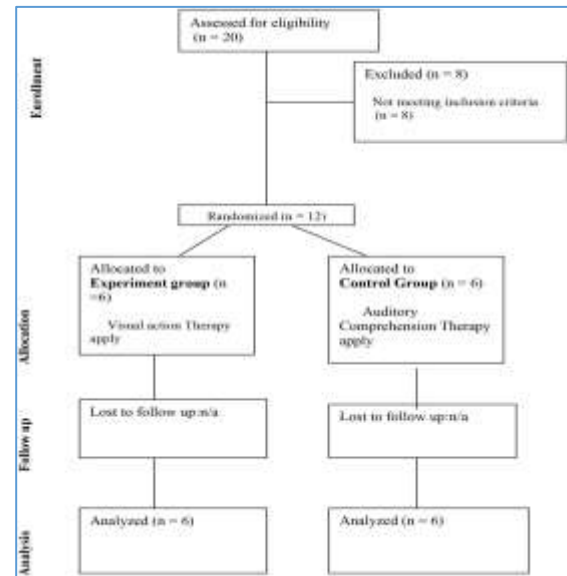 Assessed for eligibility
(n = 20)
Enrollment
Excluded (n = 8)
Not meeting inclusion criteria
(n = 8)
Randomized (n = 12)
Allocated to
Experiment group (n
=6)
Visual action Therapy
apply
Allocated to
Control Group (n = 6)
Auditory
Comprehension Therapy
apply
Allocation
Lost to follow up:n/a
Lost to follow up:n/a
Follow up
Analyzed (n = 6)
Analyzed (n = 6)
Analysis